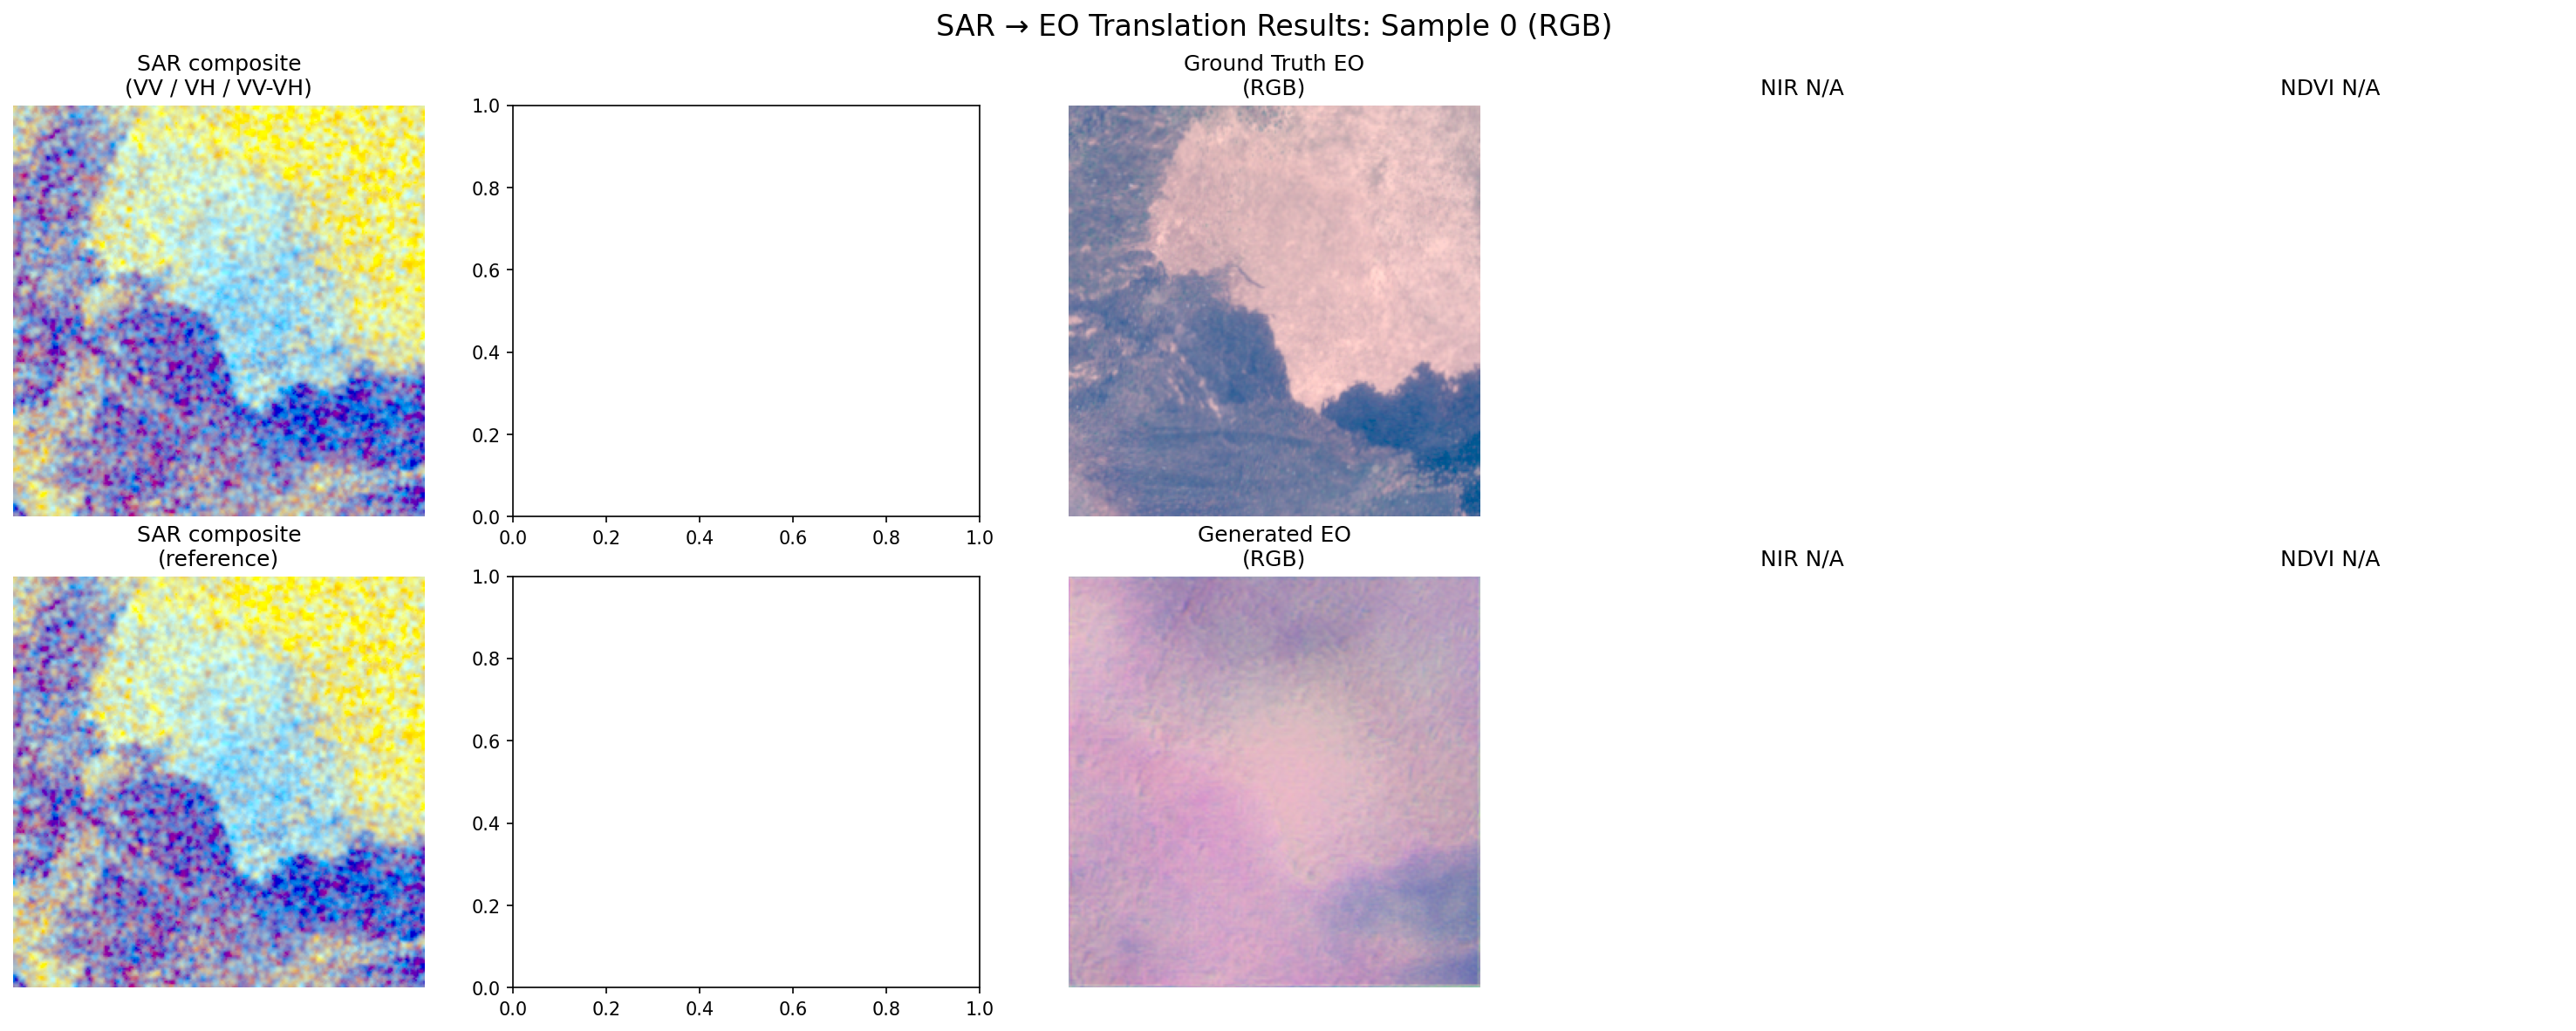 SAR → EO Translation Results: Sample 0 (RGB)
SAR composite
(VV / VH / VV-VH)
Ground Truth EO
(RGB)
NIR N/A
NDVI N/A
1.0
0.8
0.6
0.4
0.2
0.0
0.0 0.2 0.4 0.6 0.8 1.0
SAR composite
(reference)
Generated EO
(RGB)
NIR N/A
NDVI N/A
1.0
0.8
0.6
0.4
0.2
0.0
0.0 0.2 0.4 0.6 0.8 1.0